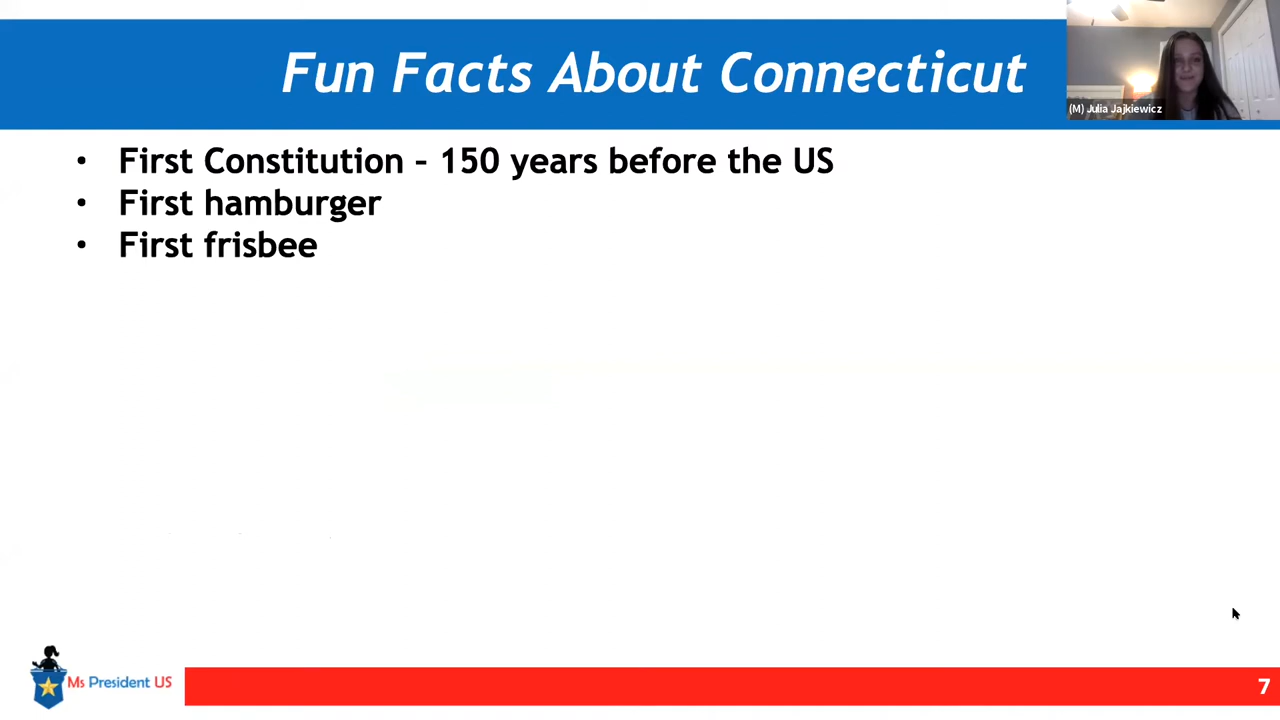 Fun Facts About Connecticut
(M) Julia Jajkiewicz
• First Constitution – 150 years before the US
• First hamburger
• First frisbee
Ms President US
7